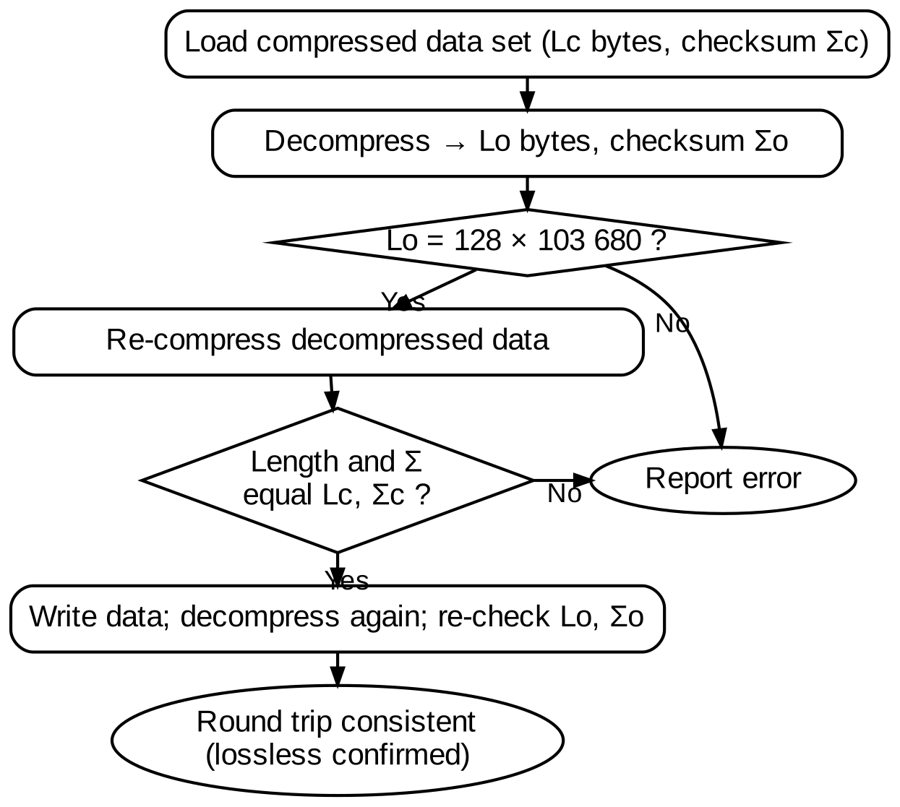 Load compressed data set (Lc bytes, checksum Σc)
Decompress → Lo bytes, checksum Σo
Lo = 128 × 103 680 ?
Yes
No
Re-compress decompressed data
Length and Σ
equal Lc, Σc ?
No
Report error
Yes
Write data; decompress again; re-check Lo, Σo
Round trip consistent
(lossless confirmed)